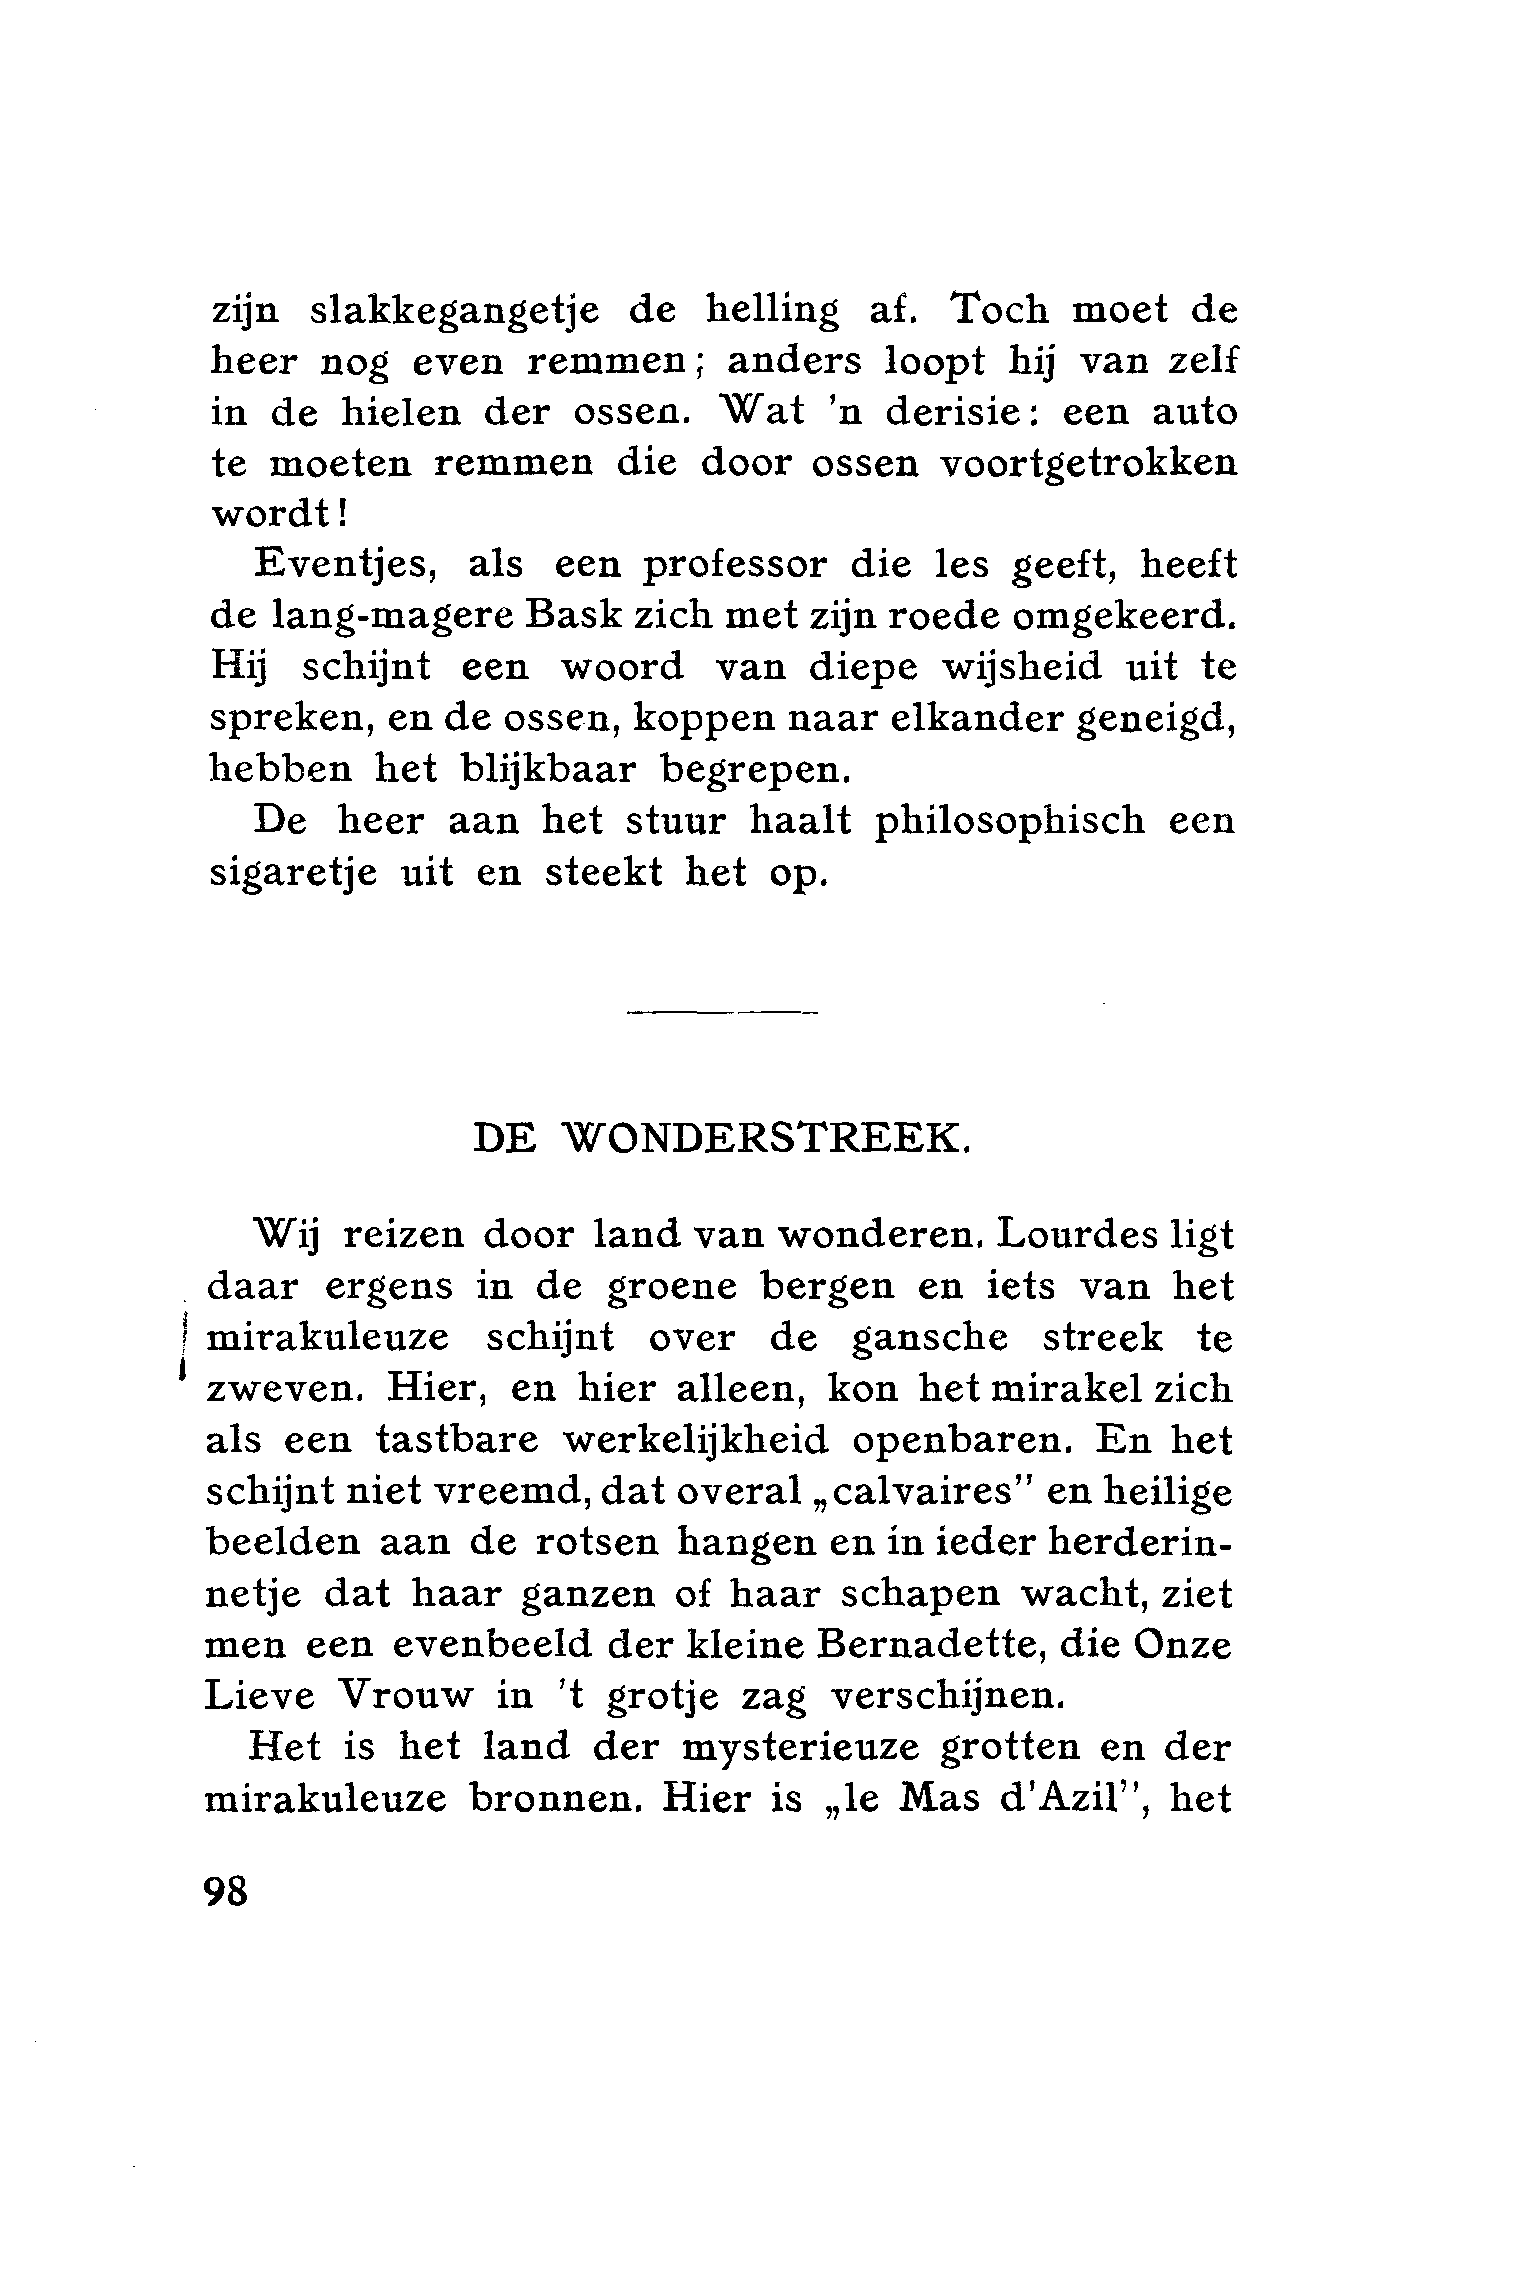 zijn slakkegangetje de helling af. Toch moet de
heer nog even remmen; anders loopt hij van zelf
in de hielen der ossen. Wat 'n derisie: een auto
te moeten remmen die door ossen voortgetrokken
wordt!
Eventjes, als een professor die les geeft, heeft
de lang-magere Bask zich met zijn roede omgekeerd.
Hij schijnt een woord van diepe wijsheid uit te
spreken, en de ossen, koppen naar elkander geneigd,
hebben het blijkbaar begrepen.
De heer aan het stuur haalt philosophisch een
sigaretje uit en steekt het op.
DE WONDERSTREEK.
Wij reizen door land van wonderen. Lourdes ligt
daar ergens in de groene bergen en iets van het
mirakuleuze schijnt over de gansche streek te
zweven. Hier, en hier alleen, kon het mirakel zich
als een tastbare werkelijkheid openbaren. En het
schijnt niet vreemd, dat overal „calvaires" en heilige
beelden aan de rotsen hangen en in ieder herderin-
netje dat haar ganzen of haar schapen wacht, ziet
men een evenbeeld der kleine Bernadette, die Onze
Lieve Vrouw in 't grotje zag verschijnen.
Het is het land der mysterieuze grotten en der
mirakuleuze bronnen. Hier is „le Mas d'Azil", het
98